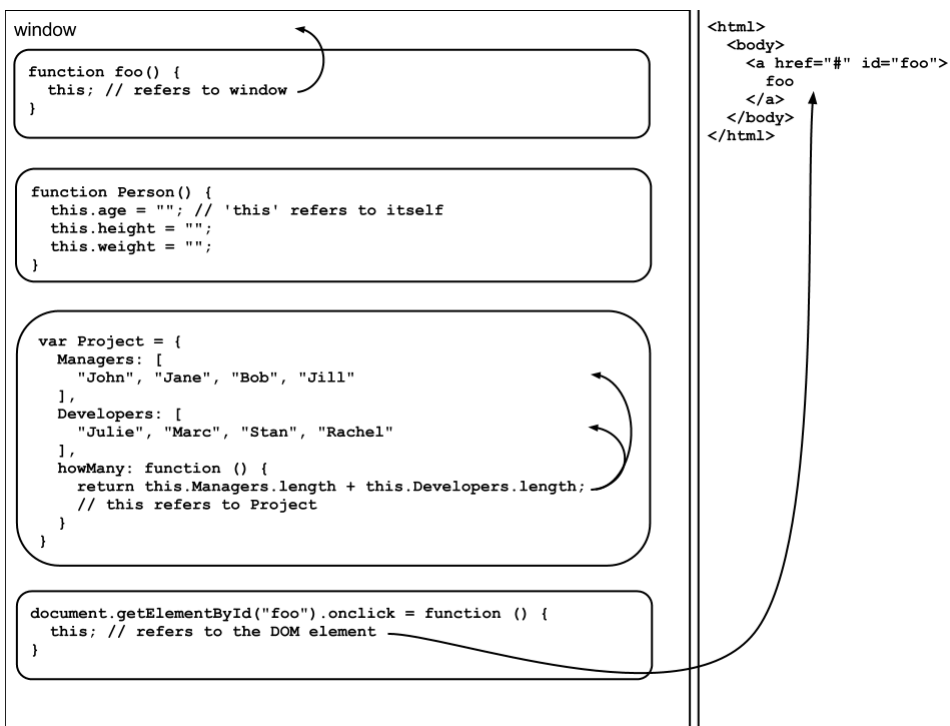 window
function foo() {
  this; // refers to window
}
function Person() {
  this.age = ""; // 'this' refers to itself
  this.height = "";
  this.weight = "";
}
var Project = {
  Managers: [
    "John", "Jane", "Bob", "Jill"
  ],
  Developers: [
    "Julie", "Marc", "Stan", "Rachel"
  ],
  howMany: function () {
    return this.Managers.length + this.Developers.length;
    // this refers to Project
  }
}
document.getElementById("foo").onclick = function () {
  this; // refers to the DOM element
}
<html>
  <body>
    <a href="#" id="foo">
      foo
    </a>
  </body>
</html>